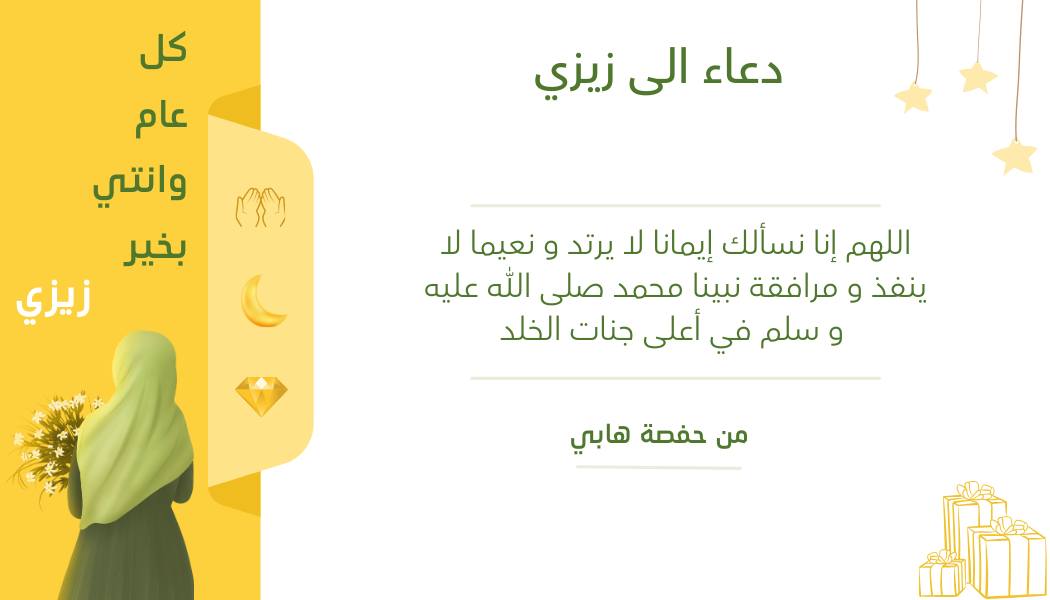 كل
عام
وانتي
بخير
زيزي
دعاء الى زيزي
اللهم إنا نسألك إيمانا لا يرتد و نعيما لا
ينفذ و مرافقة نبينا محمد صلى الله عليه
و سلم في أعلى جنات الخلد
من حفصة هابي